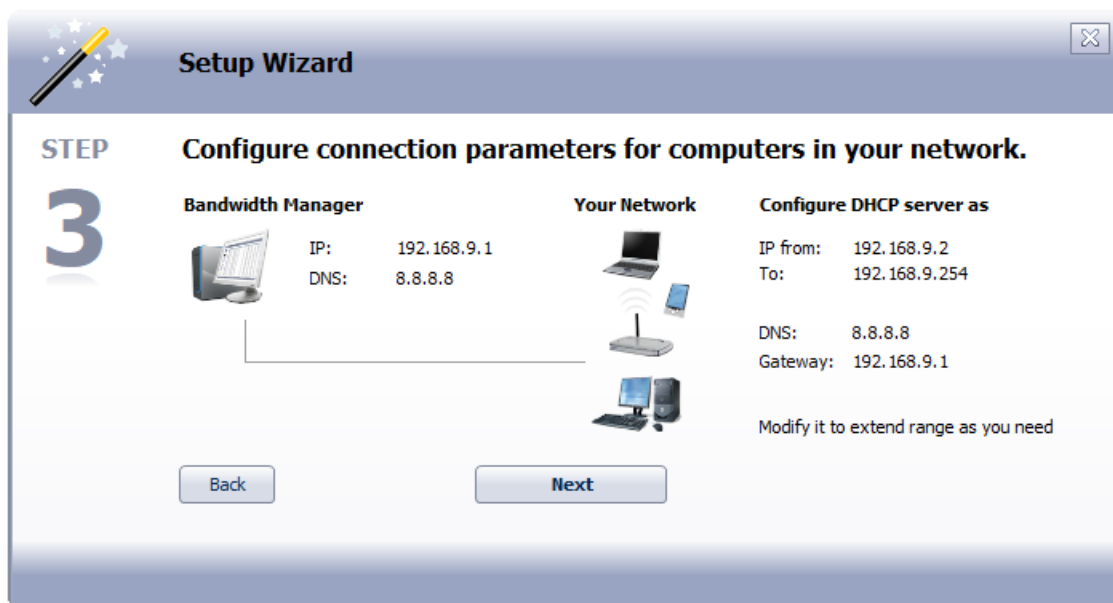 Setup Wizard
STEP
3
Configure connection parameters for computers in your network.
Bandwidth Manager
IP: 192.168.9.1
DNS: 8.8.8.8
Your Network
Configure DHCP server as
IP from: 192.168.9.2
To: 192.168.9.254
DNS: 8.8.8.8
Gateway: 192.168.9.1
Modify it to extend range as you need
Back
Next